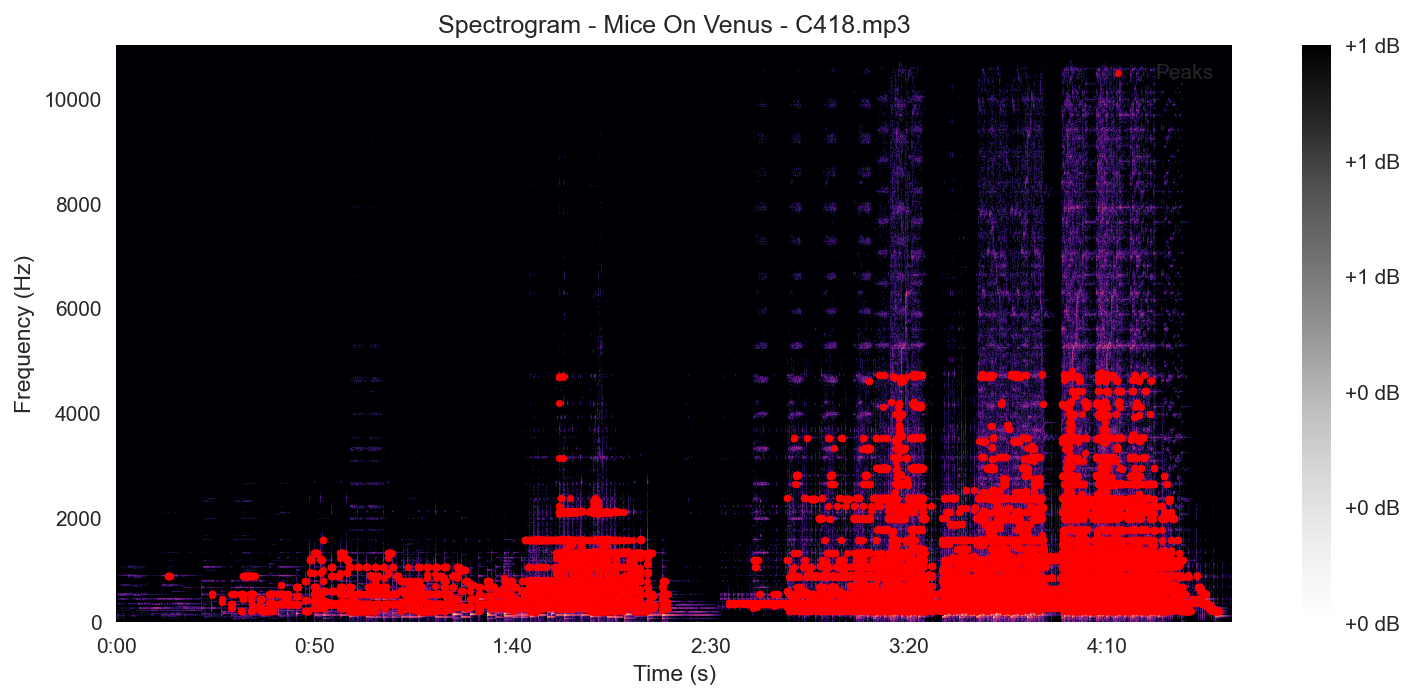 Spectrogram - Mice On Venus - C418.mp3
Peaks
Frequency (Hz)
10000
8000
6000
4000
2000
0
0:00 0:50 1:40 2:30 3:20 4:10
Time (s)
+1 dB
+1 dB
+1 dB
+0 dB
+0 dB
+0 dB